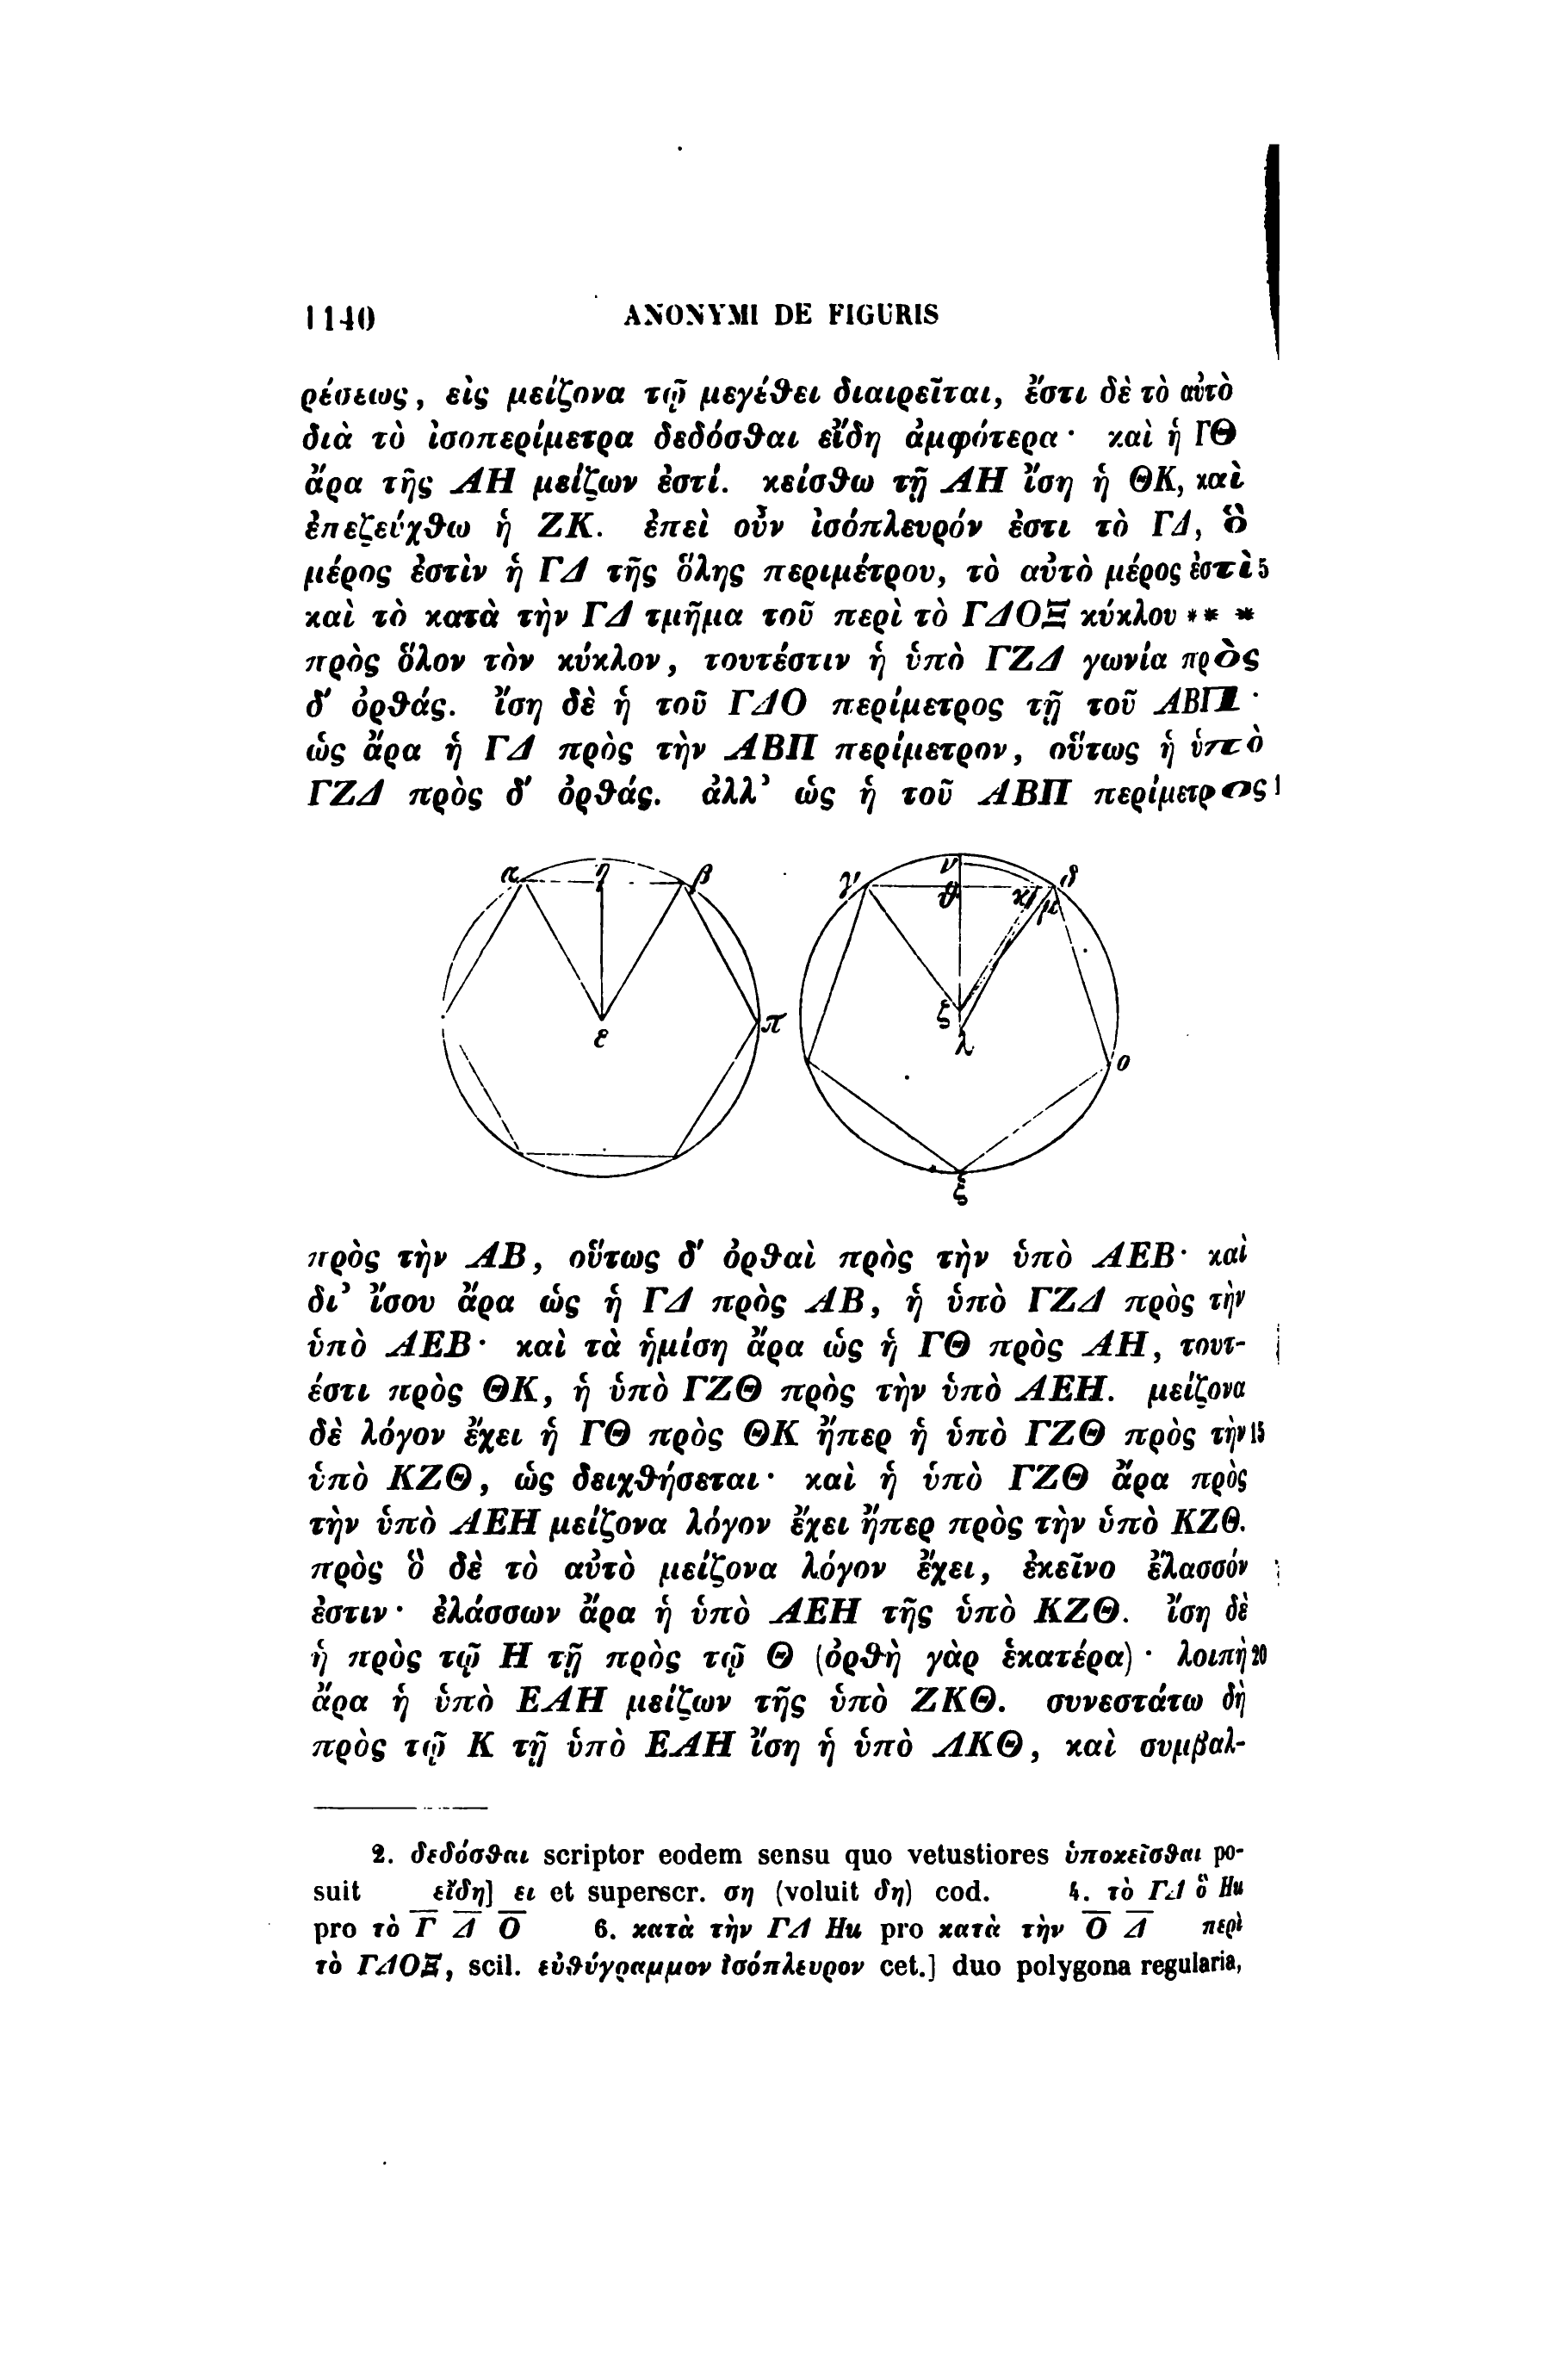 1140 ANONYMI DE FIGURIS
ρέσεως, εἰς μείζονα τῷ μεγέθει διαιρεῖται, ἔστι δὲ τὸ αὐτὸ
διὰ τὸ ἰσοπερίμετρα δεδόσθαι εἴδη ἀμφότερα · καὶ ἡ ΓΘ
ἄρα τῆς ΑΗ μείζων ἐστί. κείσθω τῇ ΑΗ ἴση ἡ ΘΚ, καὶ
ἐπεζεύχθω ἡ ΖΚ. ἐπεὶ οὖν ἰσόπλευρόν ἐστι τὸ ΓΔ, ὃ
μέρος ἐστὶν ἡ ΓΔ τῆς ὅλης περιμέτρου, τὸ αὐτὸ μέρος ἐστὶ 5
καὶ τὸ κατὰ τὴν ΓΔ τμῆμα τοῦ περὶ τὸ ΓΔΟΞ κύκλου * * *
πρὸς ὅλον τὸν κύκλον, τουτέστιν ἡ ὑπὸ ΓΖΔ γωνία πρὸς
δ' ὀρθάς. ἴση δὲ ἡ τοῦ ΓΔΟ περίμετρος τῇ τοῦ ΑΒΠ ·
ὡς ἄρα ἡ ΓΔ πρὸς τὴν ΑΒΠ περίμετρον, οὕτως ἡ ὑπὸ
ΓΖΔ πρὸς δ' ὀρθάς. ἀλλ' ὡς ἡ τοῦ ΑΒΠ περίμετρος 1
α η β
ε
π
γ ν δ
θ κ μ
ζ
λ
ο
ξ
πρὸς τὴν ΑΒ, οὕτως δ' ὀρθαὶ πρὸς τὴν ὑπὸ ΑΕΒ · καὶ
δι' ἴσου ἄρα ὡς ἡ ΓΔ πρὸς ΑΒ, ἡ ὑπὸ ΓΖΔ πρὸς τὴν
ὑπὸ ΑΕΒ · καὶ τὰ ἡμίση ἄρα ὡς ἡ ΓΘ πρὸς ΑΗ, τουτ-
έστι πρὸς ΘΚ, ἡ ὑπὸ ΓΖΘ πρὸς τὴν ὑπὸ ΑΕΗ. μείζονα
δὲ λόγον ἔχει ἡ ΓΘ πρὸς ΘΚ ἤπερ ἡ ὑπὸ ΓΖΘ πρὸς τὴν 15
ὑπὸ ΚΖΘ, ὡς δειχθήσεται · καὶ ἡ ὑπὸ ΓΖΘ ἄρα πρὸς
τὴν ὑπὸ ΑΕΗ μείζονα λόγον ἔχει ἤπερ πρὸς τὴν ὑπὸ ΚΖΘ.
πρὸς ὃ δὲ τὸ αὐτὸ μείζονα λόγον ἔχει, ἐκεῖνο ἔλασσόν
ἐστιν · ἐλάσσων ἄρα ἡ ὑπὸ ΑΕΗ τῆς ὑπὸ ΚΖΘ. ἴση δὲ
ἡ πρὸς τῷ Η τῇ πρὸς τῷ Θ (ὀρθὴ γὰρ ἑκατέρα) · λοιπὴ 20
ἄρα ἡ ὑπὸ ΕΑΗ μείζων τῆς ὑπὸ ΖΚΘ. συνεστάτω δὴ
πρὸς τῷ Κ τῇ ὑπὸ ΕΑΗ ἴση ἡ ὑπὸ ΛΚΘ, καὶ συμβαλ-
2. δεδόσθαι scriptor eodem sensu quo vetustiores ὑποκεῖσθαι po-
suit εἴδη] ει et superscr. ση (voluit δη) cod. 4. τὸ ΓΔ ὃ Hu
pro τὸ Γ̅ Δ̅ Ο̅ 6. κατὰ τὴν ΓΔ Hu pro κατὰ τὴν Ο̅ Δ̅ περὶ
τὸ ΓΔΟΞ, scil. εὐθύγραμμον ἰσόπλευρον cet.] duo polygona regularia,